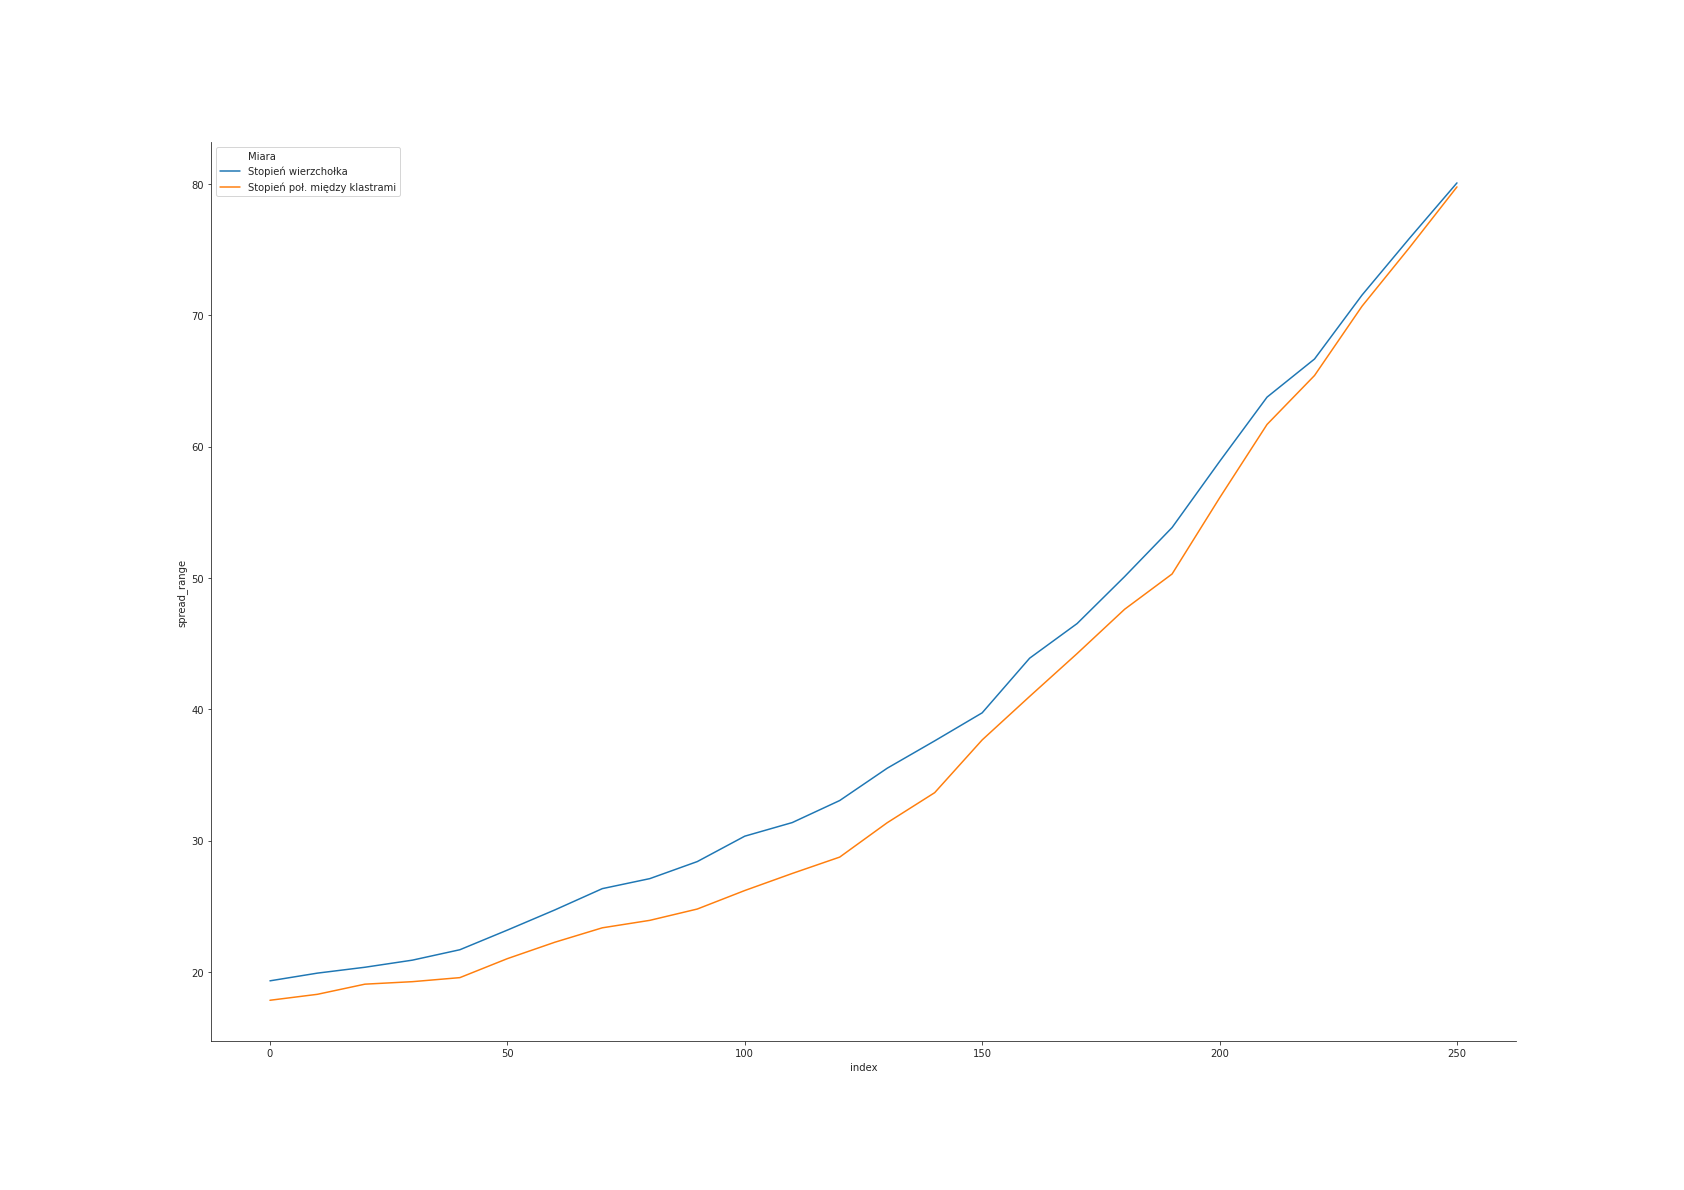 Miara
Stopień wierzchołka
Stopień poł. między klastrami
80
70
60
50
40
30
20
spread_range
0 50 100 150 200 250
index